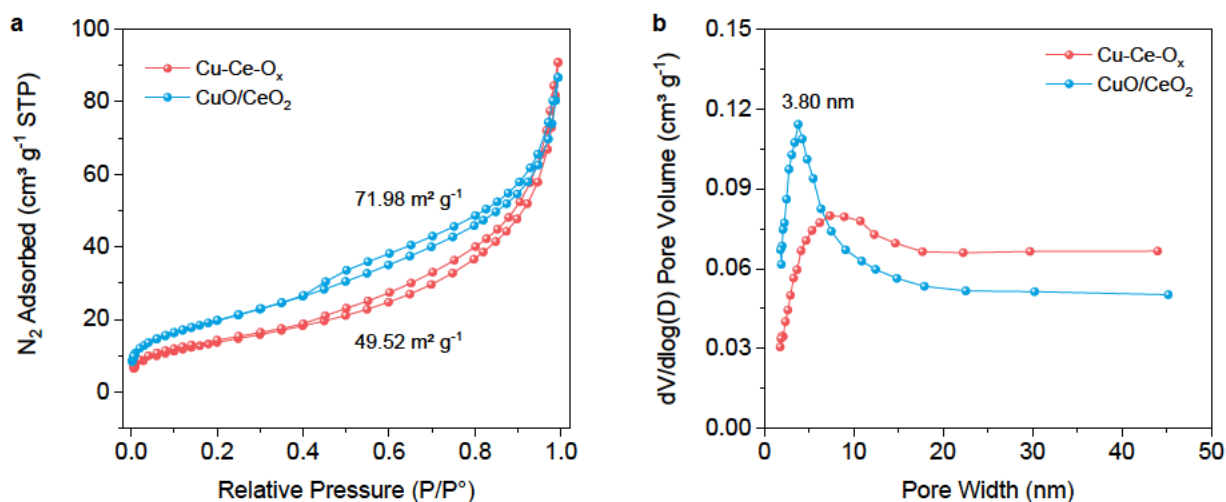 a
N₂ Adsorbed (cm³ g⁻¹ STP)
100
80
60
40
20
0
Cu-Ce-Oₓ
CuO/CeO₂
71.98 m² g⁻¹
49.52 m² g⁻¹
0.0 0.2 0.4 0.6 0.8 1.0
Relative Pressure (P/P°)
b
dV/dlog(D) Pore Volume (cm³ g⁻¹)
0.15
0.12
0.09
0.06
0.03
0.00
Cu-Ce-Oₓ
CuO/CeO₂
3.80 nm
0 10 20 30 40 50
Pore Width (nm)